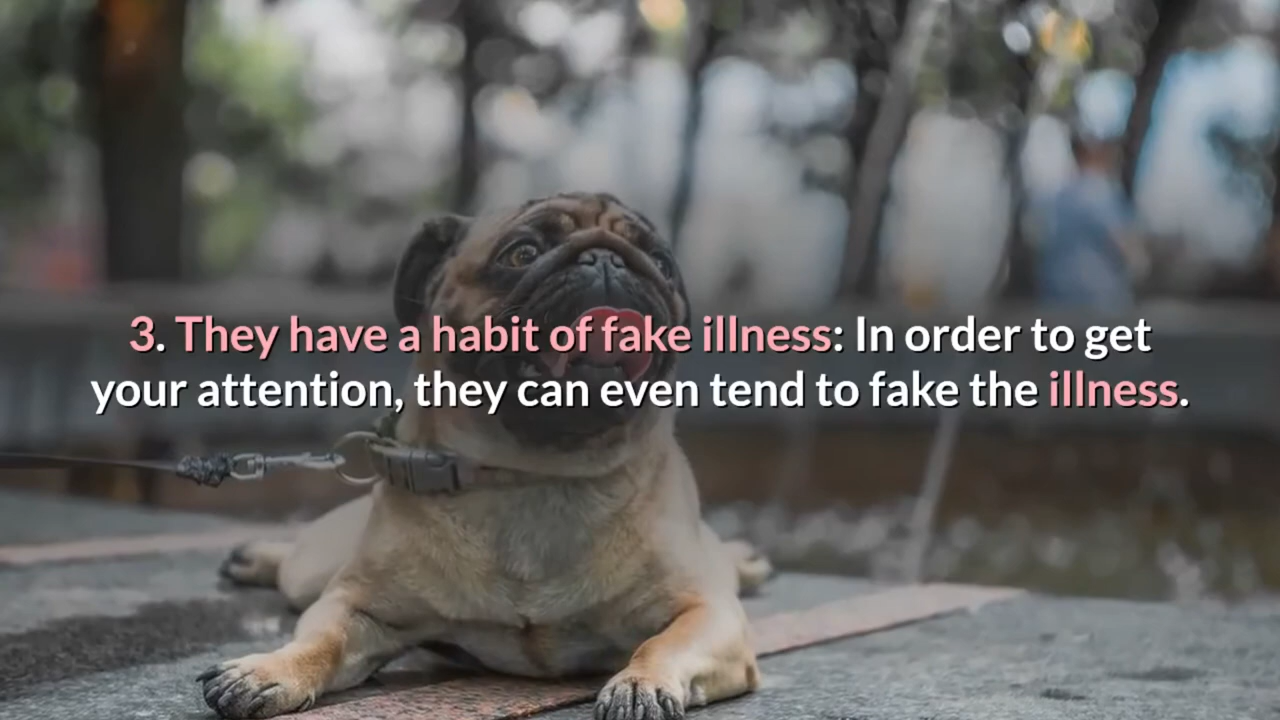 3. They have a habit of fake illness: In order to get
your attention, they can even tend to fake the illness.